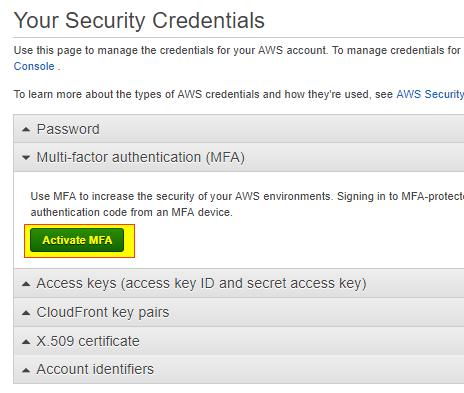 Your Security Credentials
Use this page to manage the credentials for your AWS account. To manage credentials for
Console .
To learn more about the types of AWS credentials and how they're used, see AWS Security
Password
Multi-factor authentication (MFA)
Use MFA to increase the security of your AWS environments. Signing in to MFA-protecte
authentication code from an MFA device.
Activate MFA
Access keys (access key ID and secret access key)
CloudFront key pairs
X.509 certificate
Account identifiers